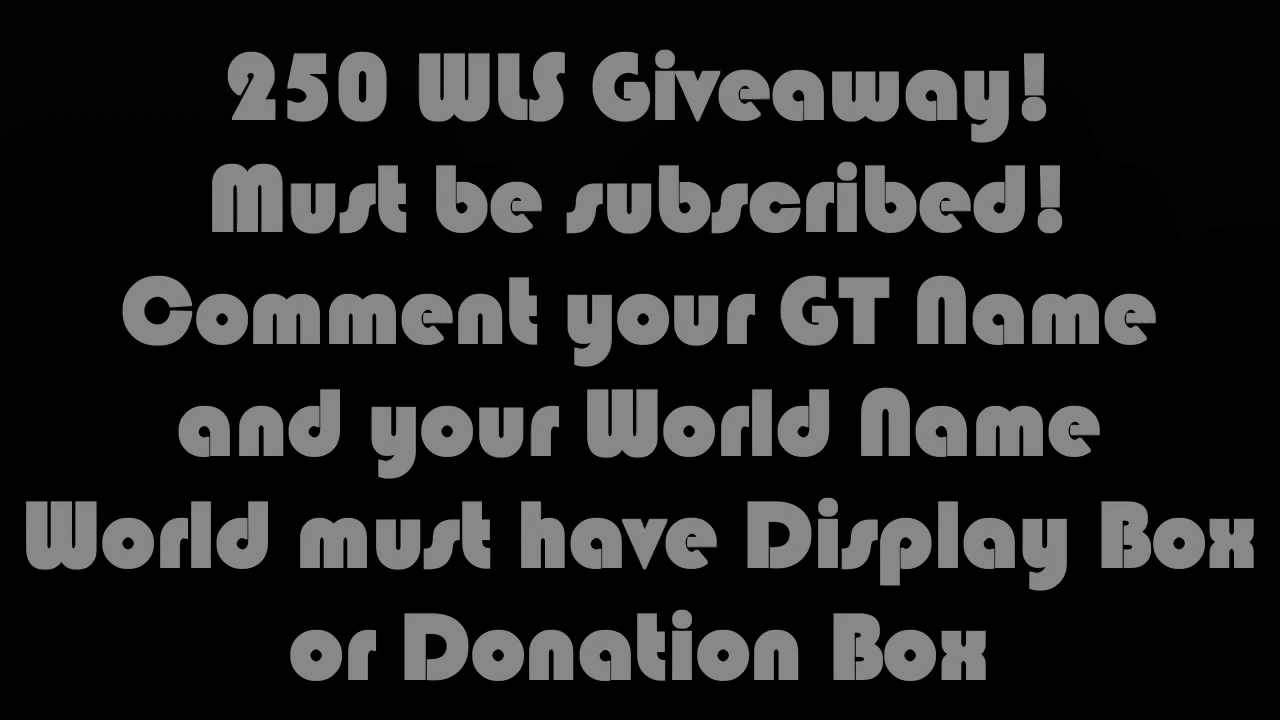 250 WLS Giveaway!
Must be subscribed!
Comment your GT Name
and your World Name
World must have Display Box
or Donation Box